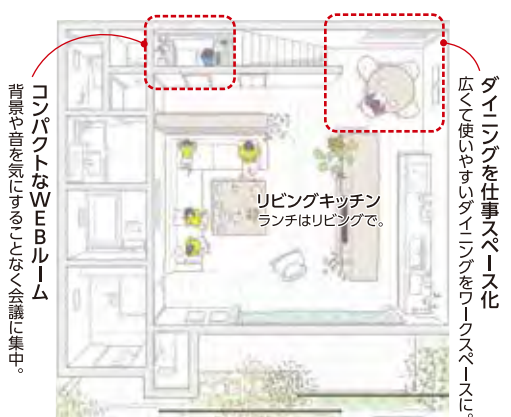 ダイニングを仕事スペース化
広くて使いやすいダイニングをワークスペースに。
リビングキッチン
ランチはリビングで。
コンパクトなWEBルーム
背景や音を気にすることなく会議に集中。